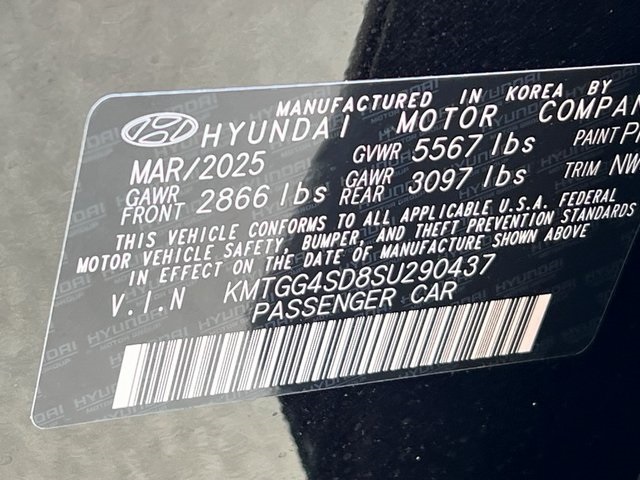 MANUFACTURED IN KOREA BY
HYUNDAI MOTOR COMPANY
MAR/2025 GVWR 5567 lbs PAINT
GAWR FRONT 2866 lbs GAWR REAR 3097 lbs TRIM NW
THIS VEHICLE CONFORMS TO ALL APPLICABLE U.S.A. FEDERAL
MOTOR VEHICLE SAFETY, BUMPER, AND THEFT PREVENTION STANDARDS
IN EFFECT ON THE DATE OF MANUFACTURE SHOWN ABOVE
V.I.N KMTGG4SD8SU290437
PASSENGER CAR